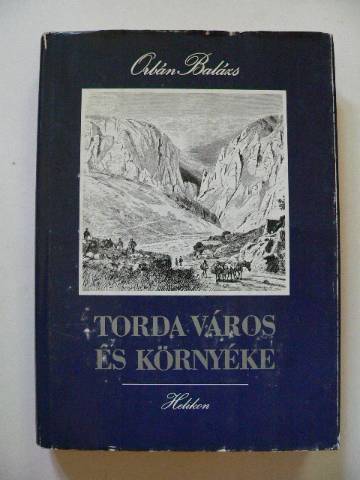 Orbán Balázs
TORDA VÁROS
ÉS KÖRNYÉKE
Helikon